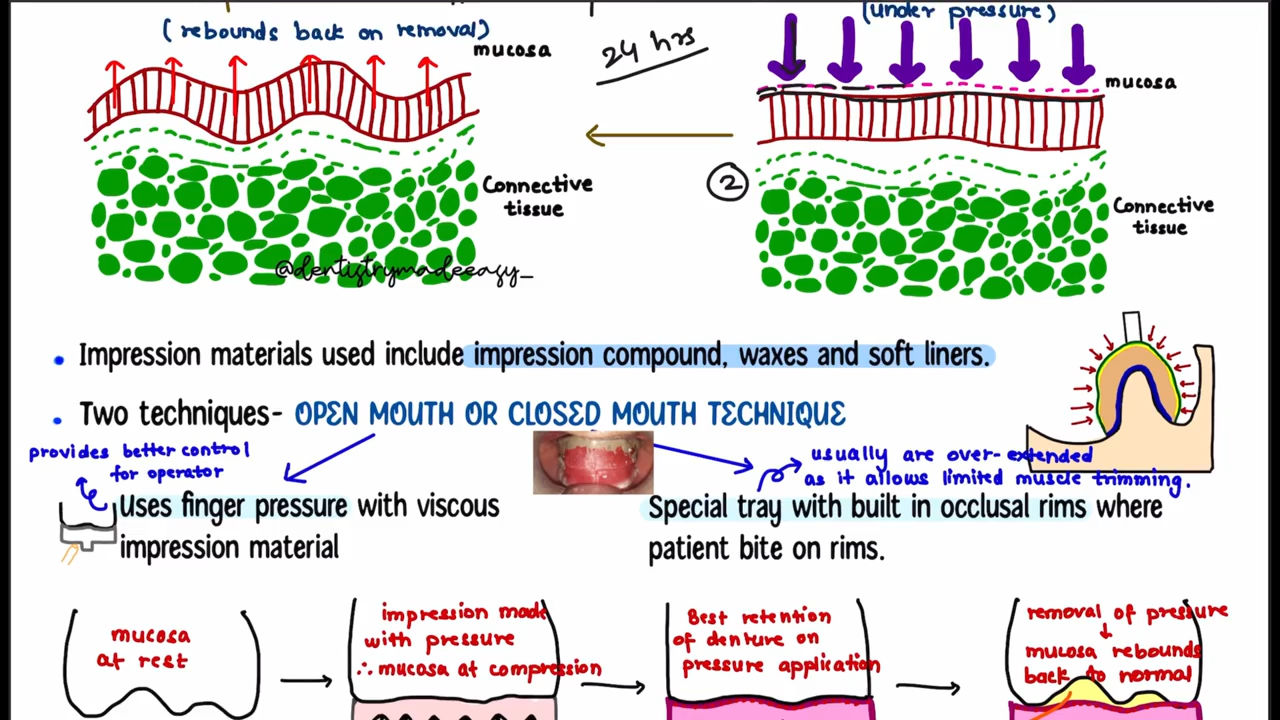 (rebounds back on removal)
mucosa
24 hrs
(under pressure)
mucosa
2
Connective
tissue
Connective
tissue
@dentistrymadeeasy_
• Impression materials used include impression compound, waxes and soft liners.
• Two techniques- OPEN MOUTH OR CLOSED MOUTH TECHNIQUE
provides better control
for operator
usually are over-extended
as it allows limited muscle trimming.
Uses finger pressure with viscous
impression material
Special tray with built in occlusal rims where
patient bite on rims.
mucosa
at rest
impression made
with pressure
∴ mucosa at compression
Best retention
of denture on
pressure application
removal of pressure
↓
mucosa rebounds
back to normal